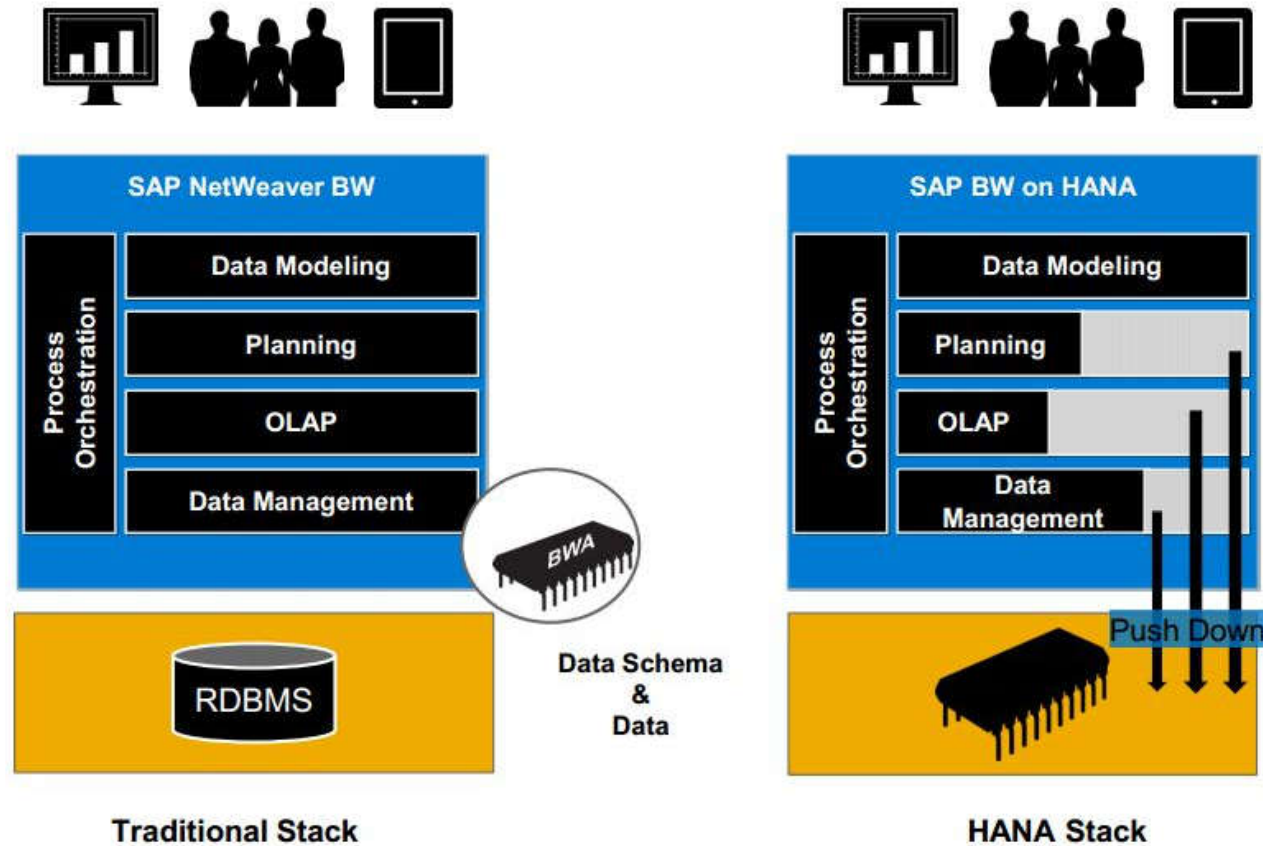 SAP NetWeaver BW
Process
Orchestration
Data Modeling
Planning
OLAP
Data Management
BWA
RDBMS
Traditional Stack
Data Schema
&
Data
SAP BW on HANA
Process
Orchestration
Data Modeling
Planning
OLAP
Data
Management
Push Down
HANA Stack